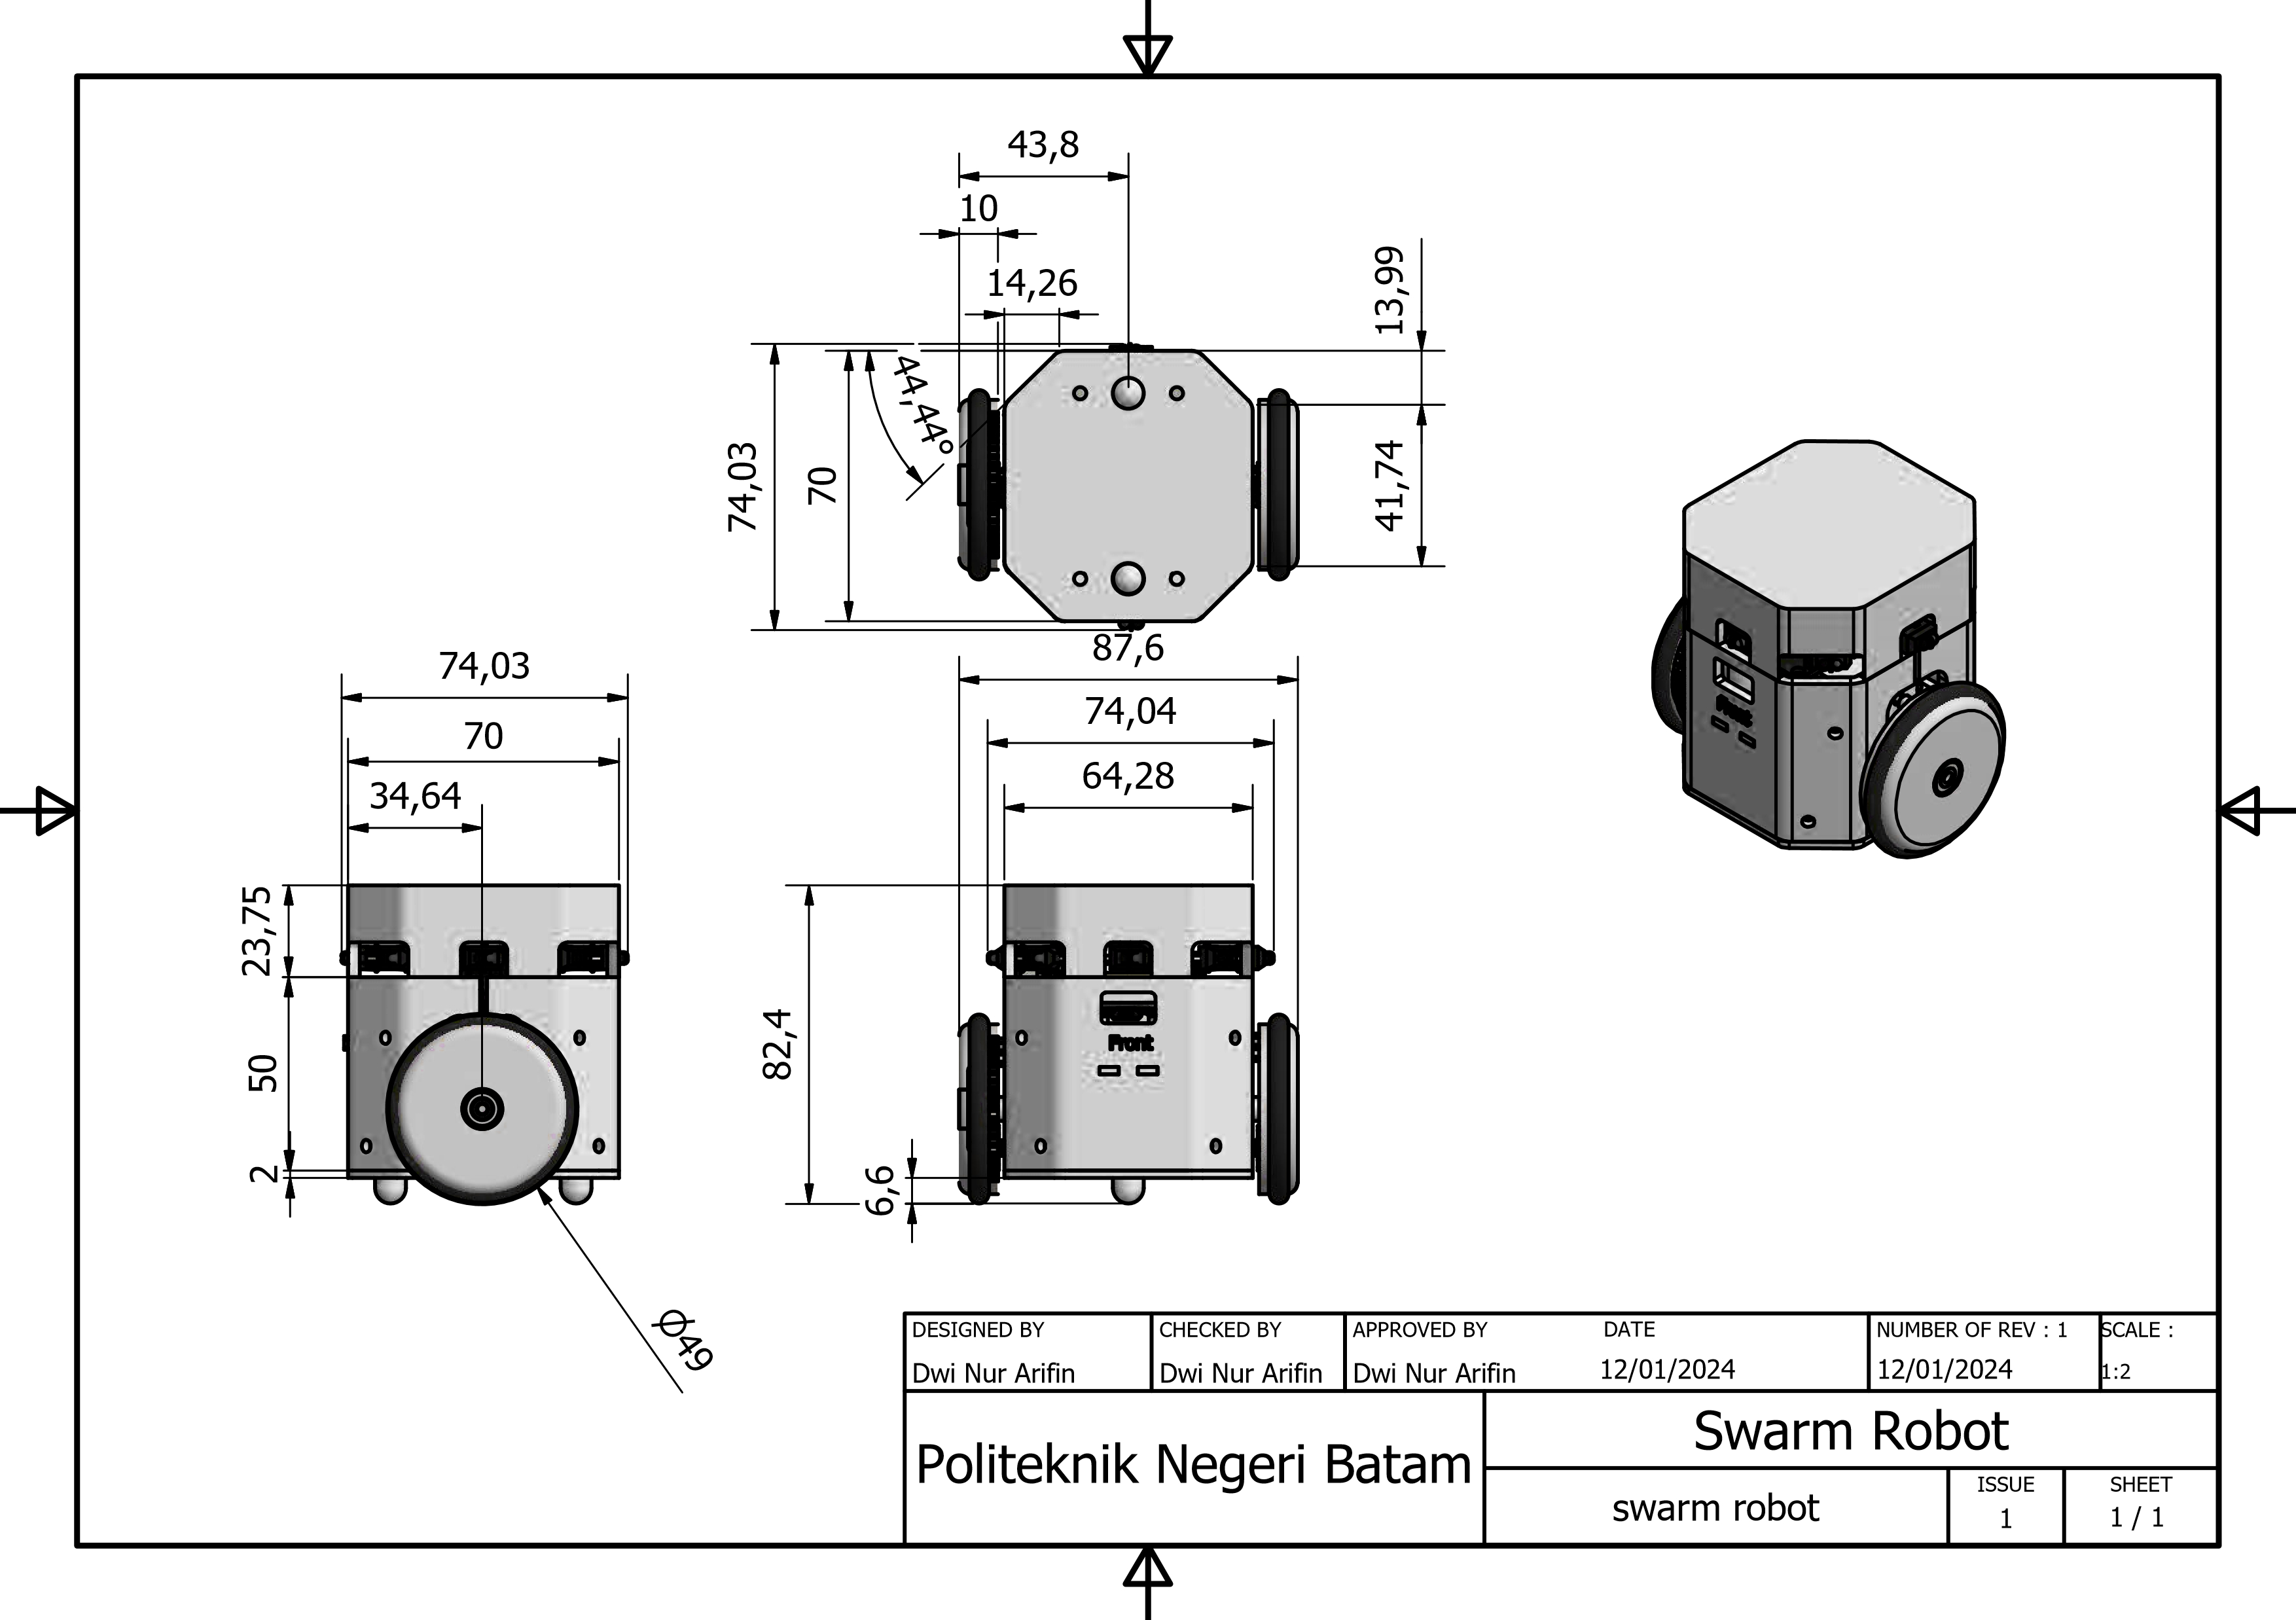 43,8
10
14,26
13,99
44,44°
74,03
70
41,74
87,6
74,03
74,04
70
64,28
34,64
23,75
50
82,4
Front
2
6,6
Ø49
DESIGNED BY
Dwi Nur Arifin
CHECKED BY
Dwi Nur Arifin
APPROVED BY
Dwi Nur Arifin
DATE
12/01/2024
NUMBER OF REV : 1
12/01/2024
SCALE :
1:2
Politeknik Negeri Batam
Swarm Robot
swarm robot
ISSUE
1
SHEET
1 / 1
Front